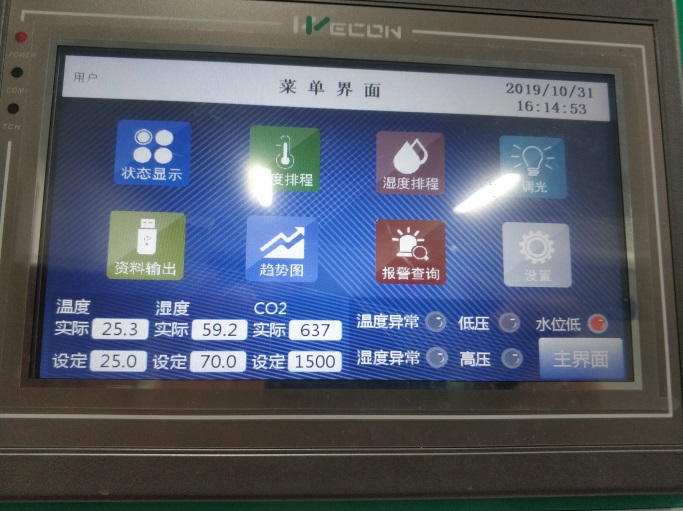 WECON
POWER
COM
TCH
用户
菜单界面
2019/10/31
16:14:53
状态显示
度排程
湿度排程
调光
资料输出
趋势图
报警查询
设置
温度
湿度
CO2
实际 25.3 实际 59.2 实际 637
温度异常 低压 水位低
设定 25.0 设定 70.0 设定 1500
湿度异常 高压 主界面